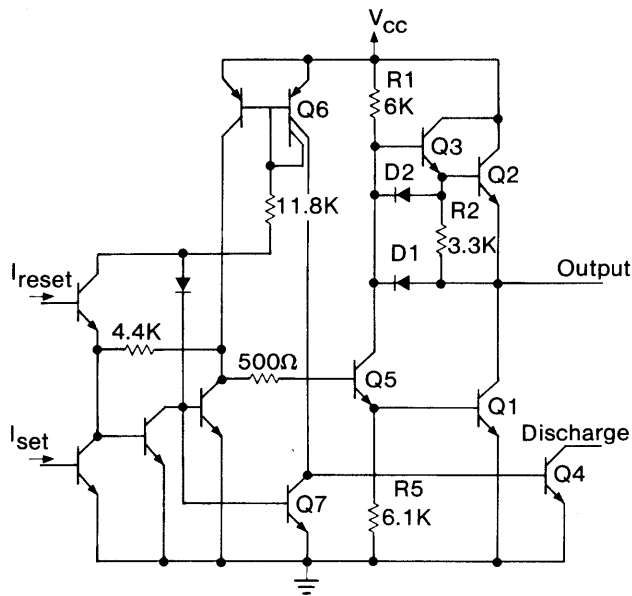 VCC
R1
6K
Q6
Q3
D2
Q2
11.8K
R2
3.3K
D1
Output
Ireset
4.4K
500Ω
Q5
Q1
Iset
Discharge
Q4
Q7
R5
6.1K